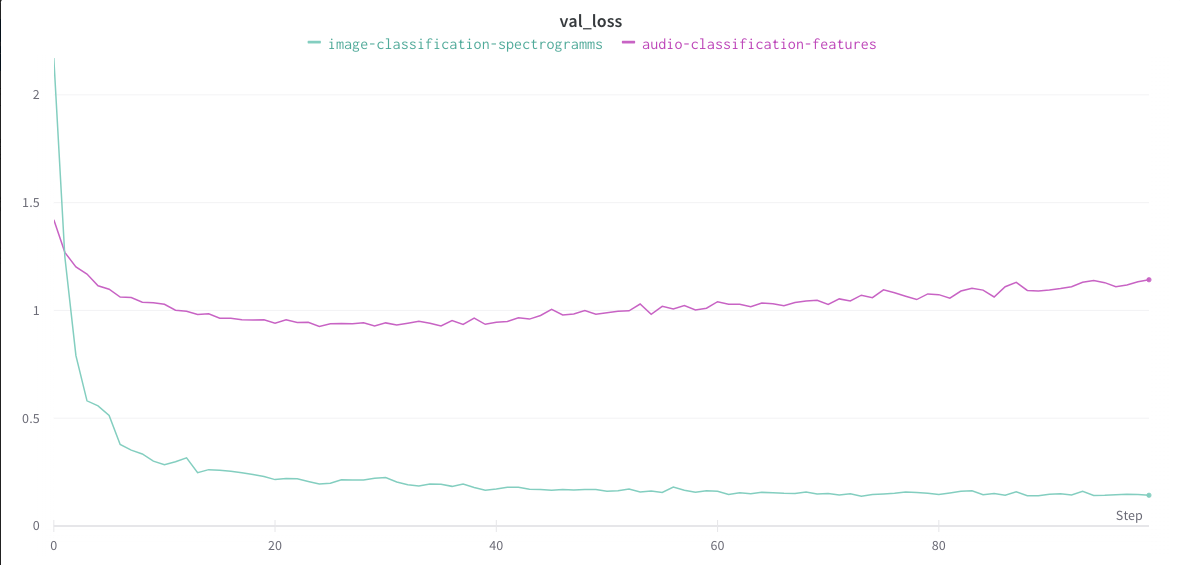 val_loss
image-classification-spectrogramms audio-classification-features
2
1.5
1
0.5
0
Step
0 20 40 60 80